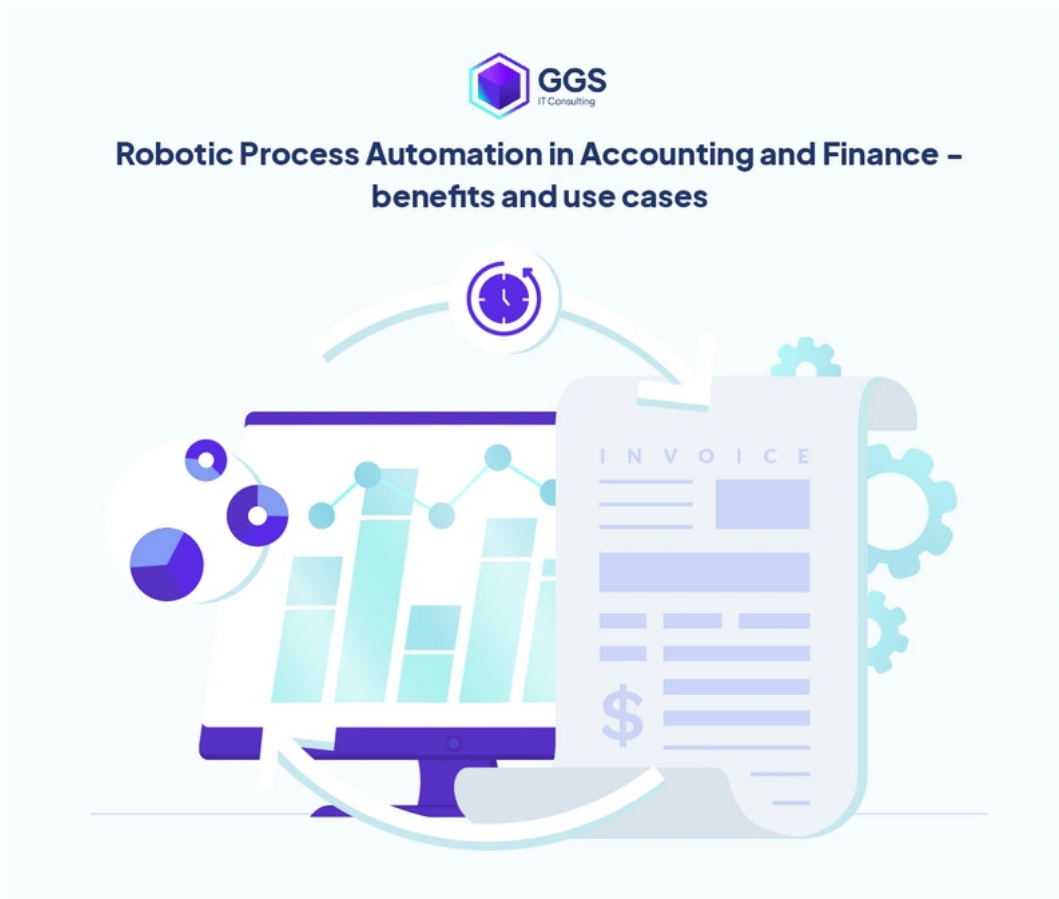 GGS
IT Consulting
Robotic Process Automation in Accounting and Finance –
benefits and use cases
INVOICE
$